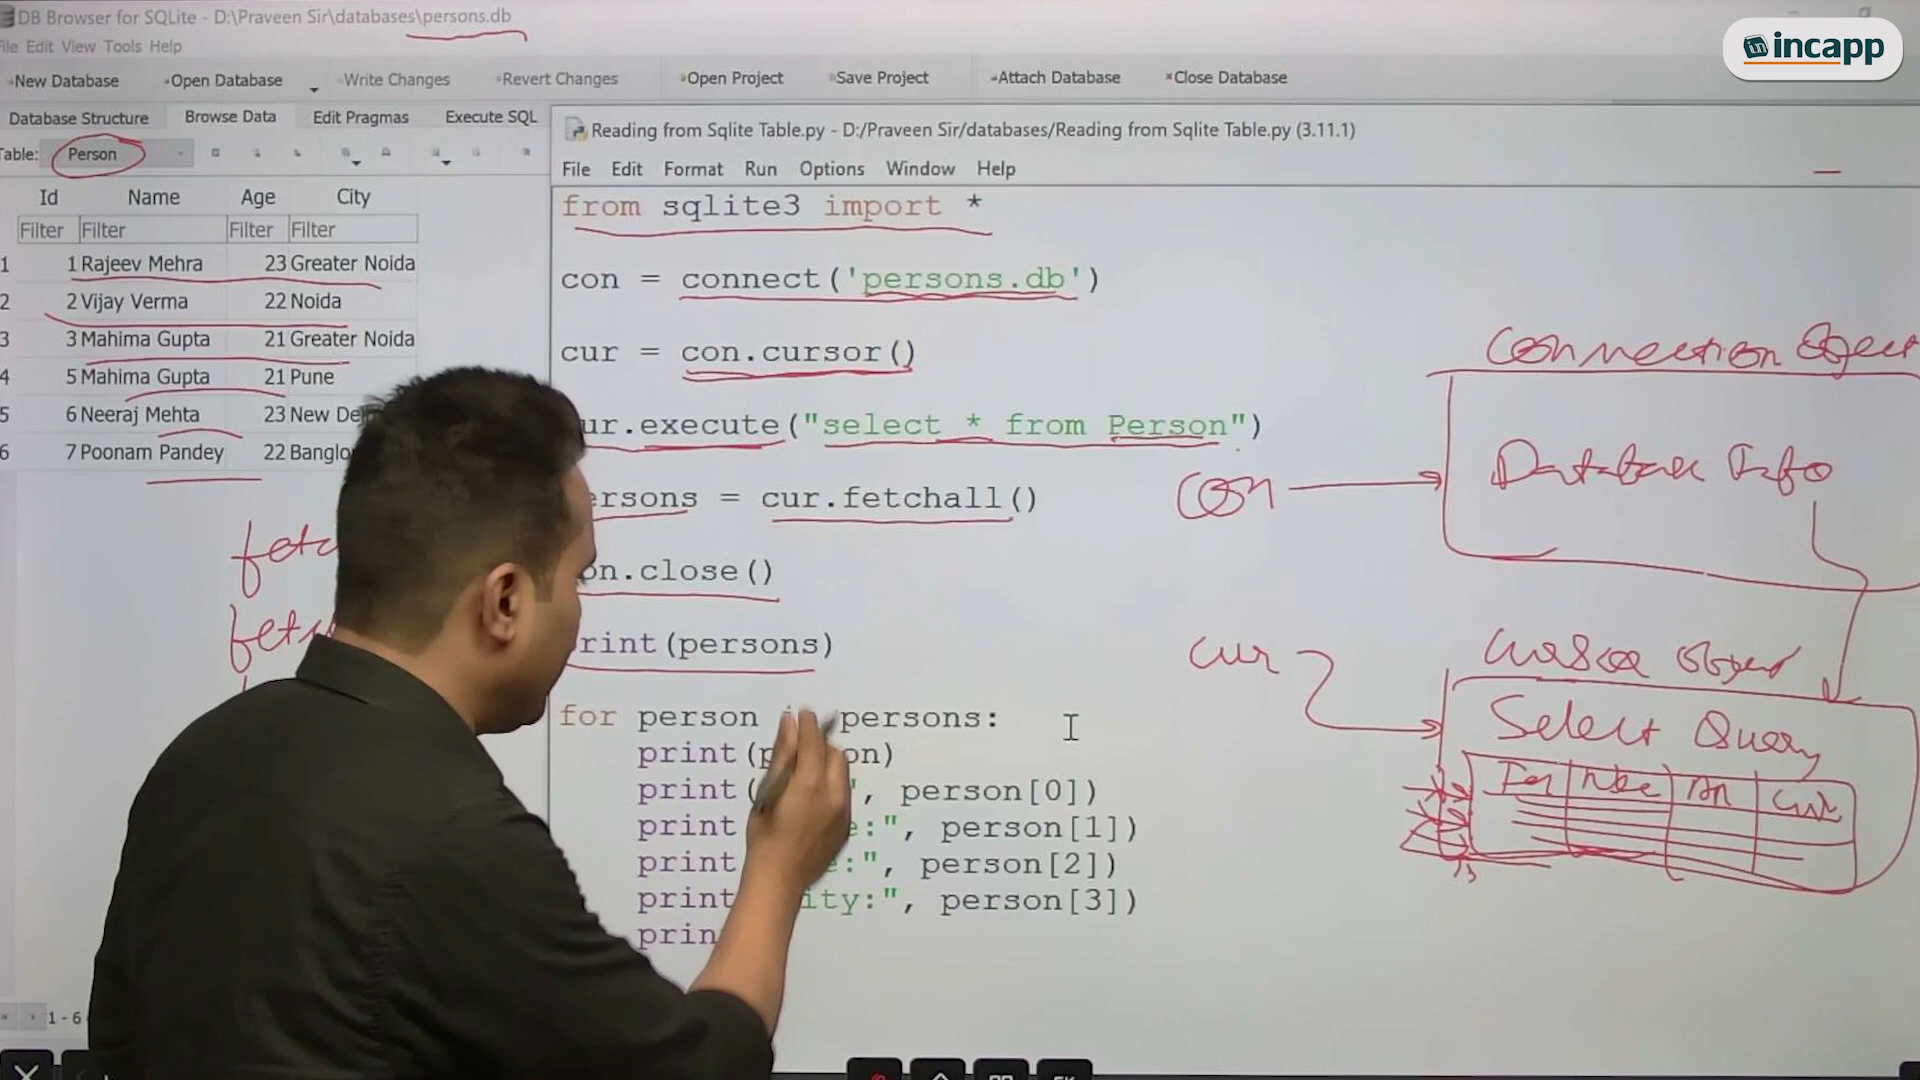 DB Browser for SQLite - D:\Praveen Sir\databases\persons.db
File Edit View Tools Help
incapp
New Database Open Database Write Changes Revert Changes Open Project Save Project Attach Database Close Database
Database Structure Browse Data Edit Pragmas Execute SQL
Table: Person
Id Name Age City
Filter Filter Filter Filter
1 1 Rajeev Mehra 23 Greater Noida
2 2 Vijay Verma 22 Noida
3 3 Mahima Gupta 21 Greater Noida
4 5 Mahima Gupta 21 Pune
5 6 Neeraj Mehta 23 New De
6 7 Poonam Pandey 22 Banglo
1 - 6
Reading from Sqlite Table.py - D:/Praveen Sir/databases/Reading from Sqlite Table.py (3.11.1)
File Edit Format Run Options Window Help
from sqlite3 import *
con = connect('persons.db')
cur = con.cursor()
ur.execute("select * from Person")
ersons = cur.fetchall()
on.close()
rint(persons)
for person in persons:
print(p on)
print( ", person[0])
print e:", person[1])
print e:", person[2])
print ity:", person[3])
prin
Connection Object
con
Database Info
cur
Cursor Object
Select Query